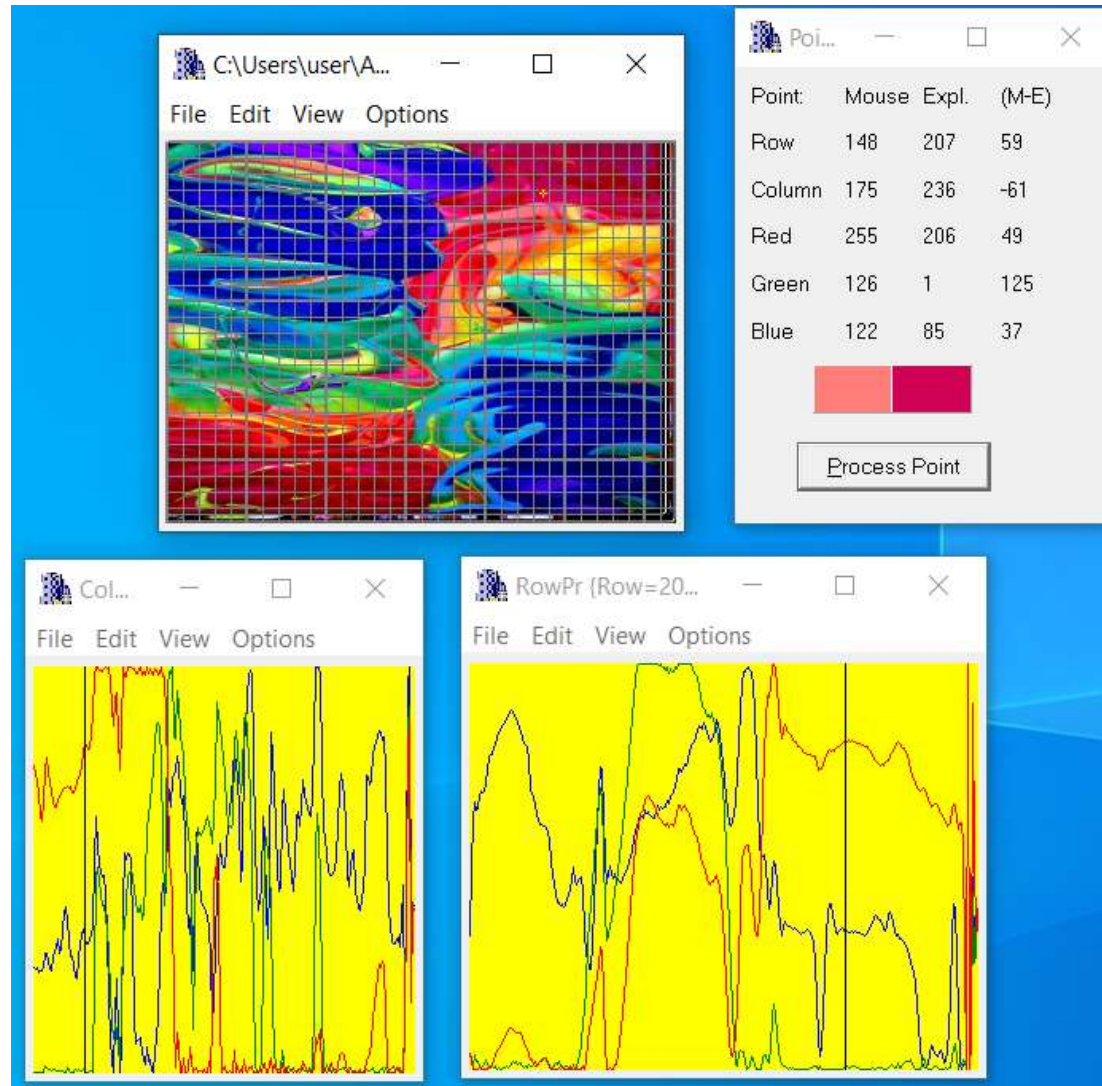 C:\Users\user\A...
File Edit View Options
Poi...
Point: Mouse Expl. (M-E)
Row 148 207 59
Column 175 236 -61
Red 255 206 49
Green 126 1 125
Blue 122 85 37
Process Point
Col...
File Edit View Options
RowPr {Row=20...
File Edit View Options